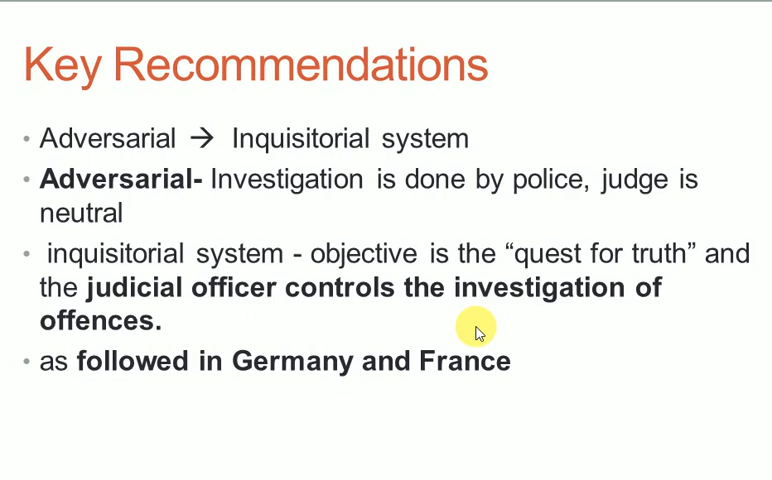 Key Recommendations
• Adversarial → Inquisitorial system
• Adversarial- Investigation is done by police, judge is
neutral
• inquisitorial system - objective is the “quest for truth” and
the judicial officer controls the investigation of
offences.
• as followed in Germany and France